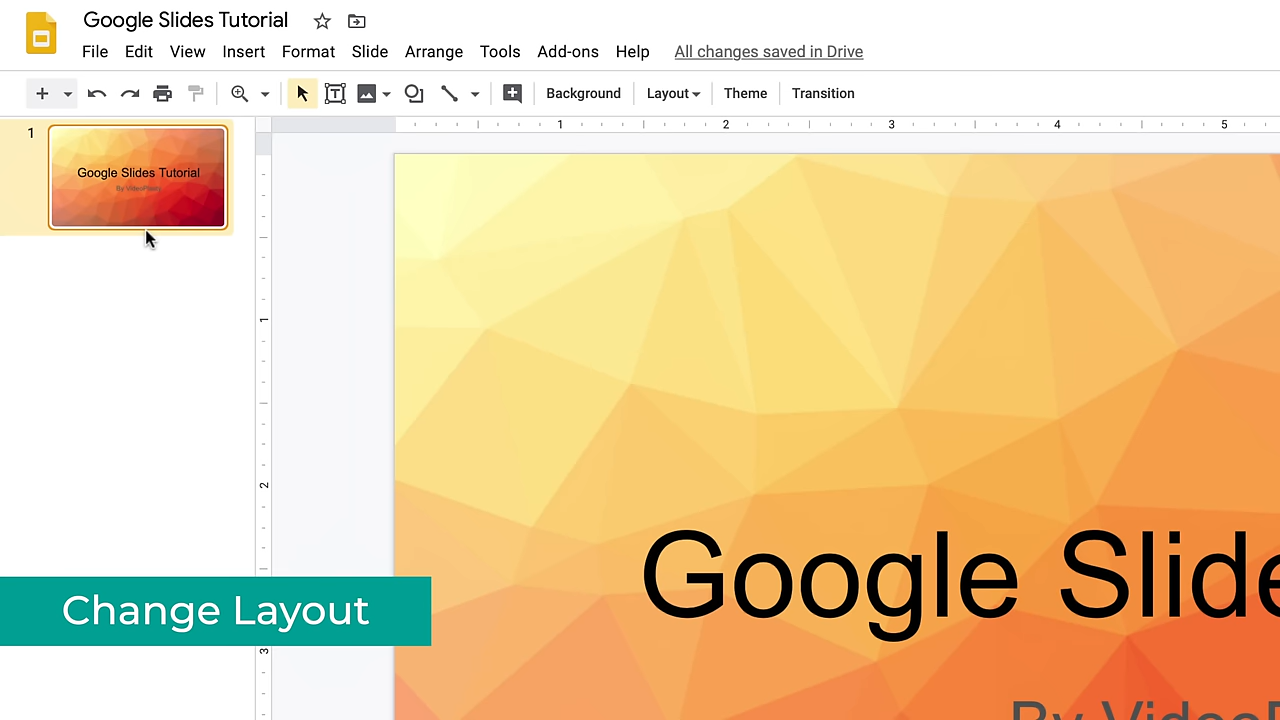 Google Slides Tutorial
File Edit View Insert Format Slide Arrange Tools Add-ons Help All changes saved in Drive
Background Layout Theme Transition
1 2 3 4 5
1
Google Slides Tutorial
1
2
3
Google Slide
By Video
Change Layout